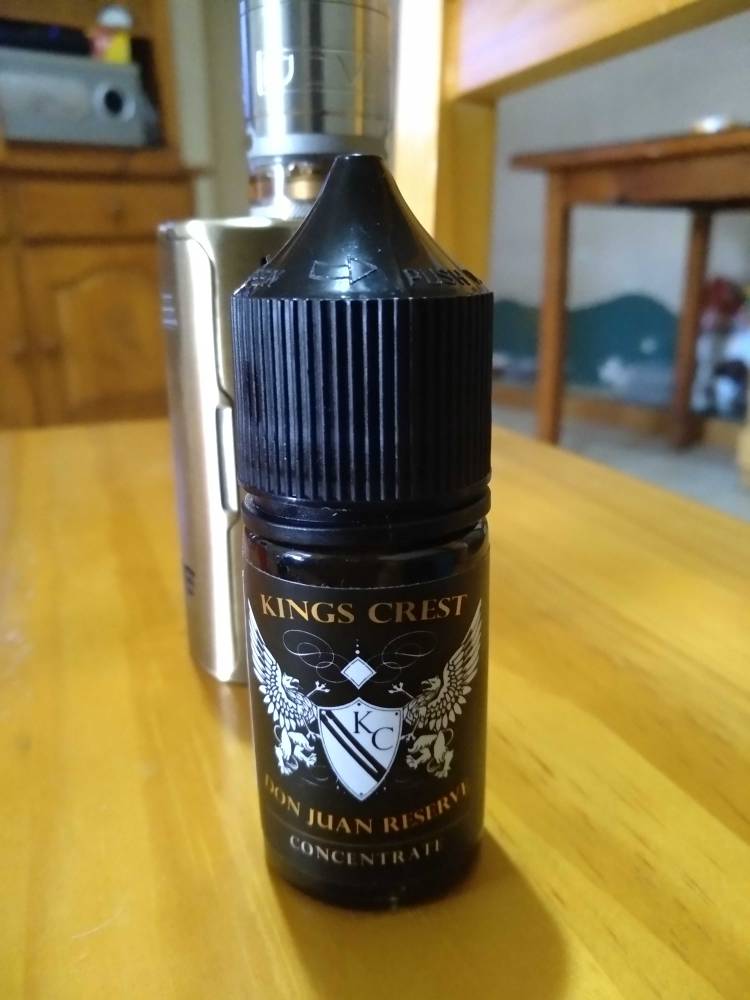 PUSH
KINGS CREST
KC
DON JUAN RESERVE
CONCENTRATE